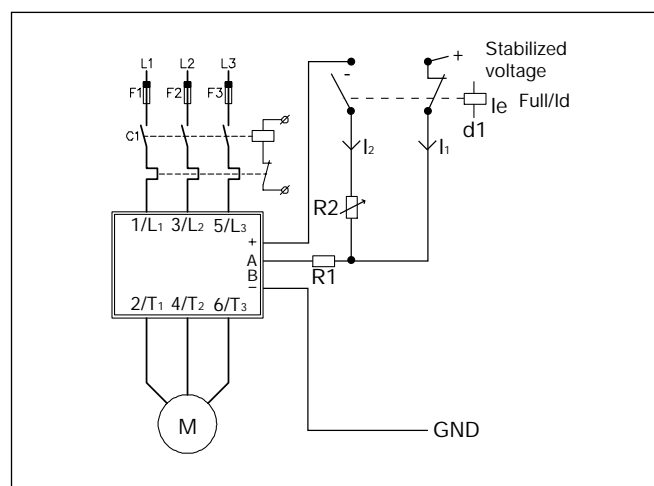 L1 L2 L3
F1 F2 F3
C1
+
-
Stabilized
voltage
Ie Full/Id
d1
I2 I1
R2
R1
1/L1 3/L2 5/L3
+
A
B
−
2/T1 4/T2 6/T3
M
GND